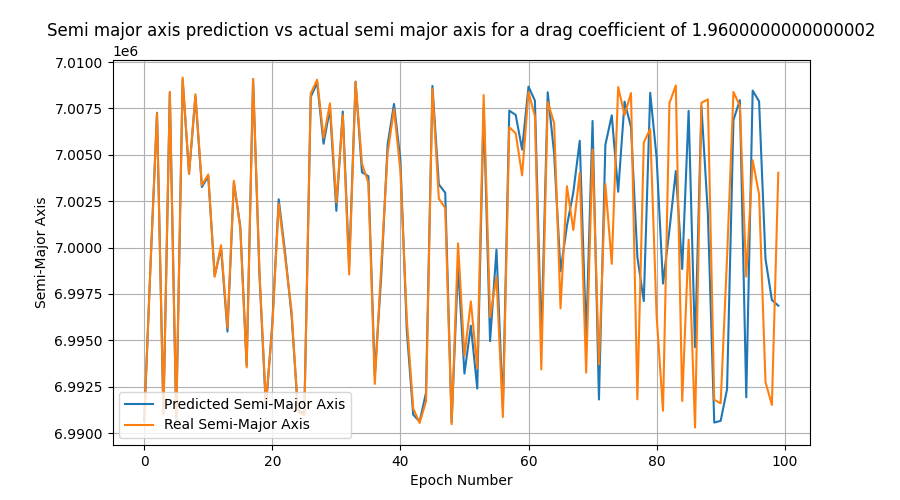 Semi major axis prediction vs actual semi major axis for a drag coefficient of 1.9600000000000002
1e6
7.0100
7.0075
7.0050
7.0025
7.0000
6.9975
6.9950
6.9925
6.9900
Semi-Major Axis
Predicted Semi-Major Axis
Real Semi-Major Axis
0 20 40 60 80 100
Epoch Number